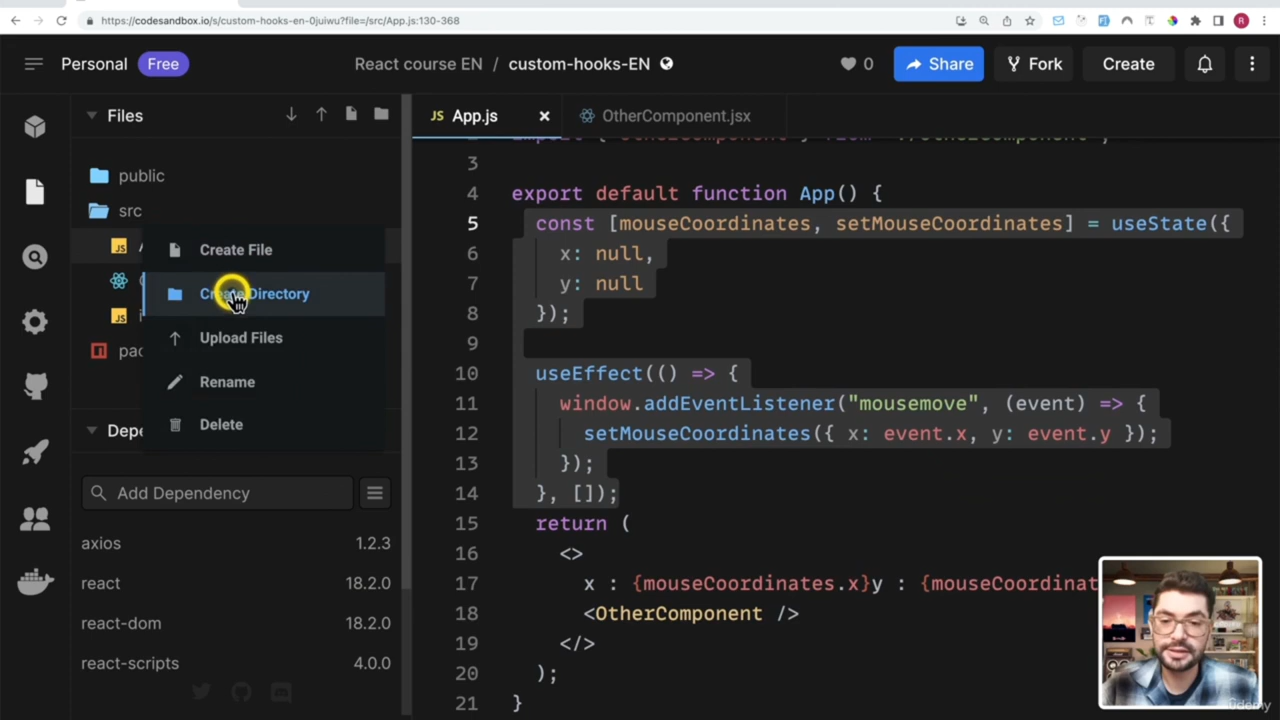 https://codesandbox.io/s/custom-hooks-en-0juiwu?file=/src/App.js:130-368
R
Personal Free React course EN / custom-hooks-EN 0 Share Fork Create
Files
JS App.js OtherComponent.jsx
public
src
JS
JS
Create File
Create Directory
Upload Files
Rename
Delete
Add Dependency
axios 1.2.3
react 18.2.0
react-dom 18.2.0
react-scripts 4.0.0
3
4 export default function App() {
5 const [mouseCoordinates, setMouseCoordinates] = useState({
6 x: null,
7 y: null
8 });
9
10 useEffect(() => {
11 window.addEventListener("mousemove", (event) => {
12 setMouseCoordinates({ x: event.x, y: event.y });
13 });
14 }, []);
15 return (
16 <>
17 x : {mouseCoordinates.x}y : {mouseCoordinat
18 <OtherComponent />
19 </>
20 );
21 }
ûdemy